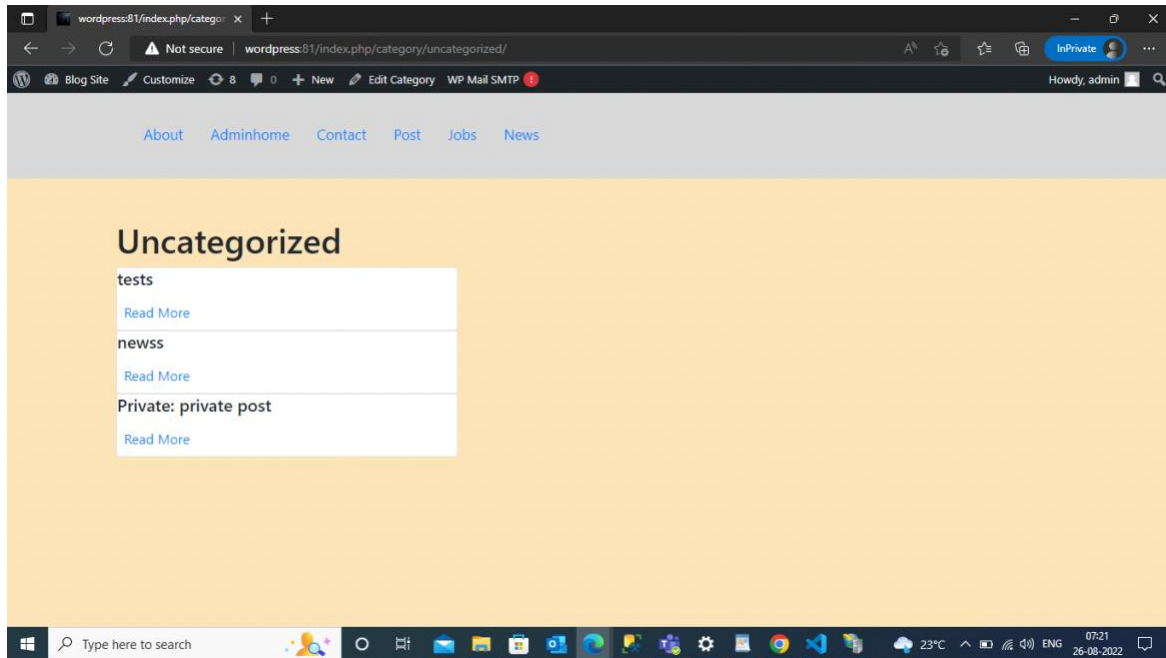 wordpress:81/index.php/categor
Not secure | wordpress:81/index.php/category/uncategorized/
InPrivate
Blog Site Customize 8 0 + New Edit Category WP Mail SMTP !
Howdy, admin
About Adminhome Contact Post Jobs News
Uncategorized
tests
Read More
newss
Read More
Private: private post
Read More
Type here to search
23°C ENG
07:21
26-08-2022